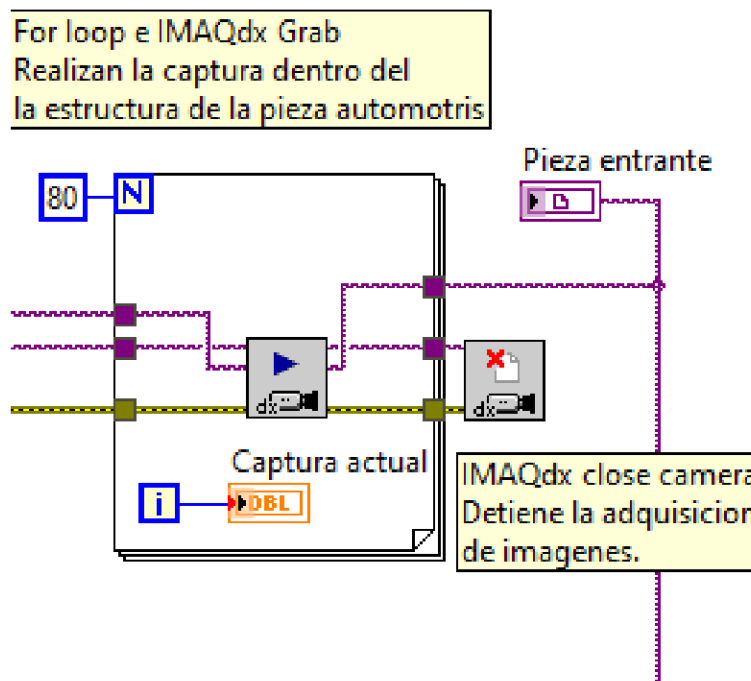 For loop e IMAQdx Grab
Realizan la captura dentro del
la estructura de la pieza automotris
Pieza entrante
80
N
dx
dx
Captura actual
i
DBL
IMAQdx close camera
Detiene la adquisicion
de imagenes.